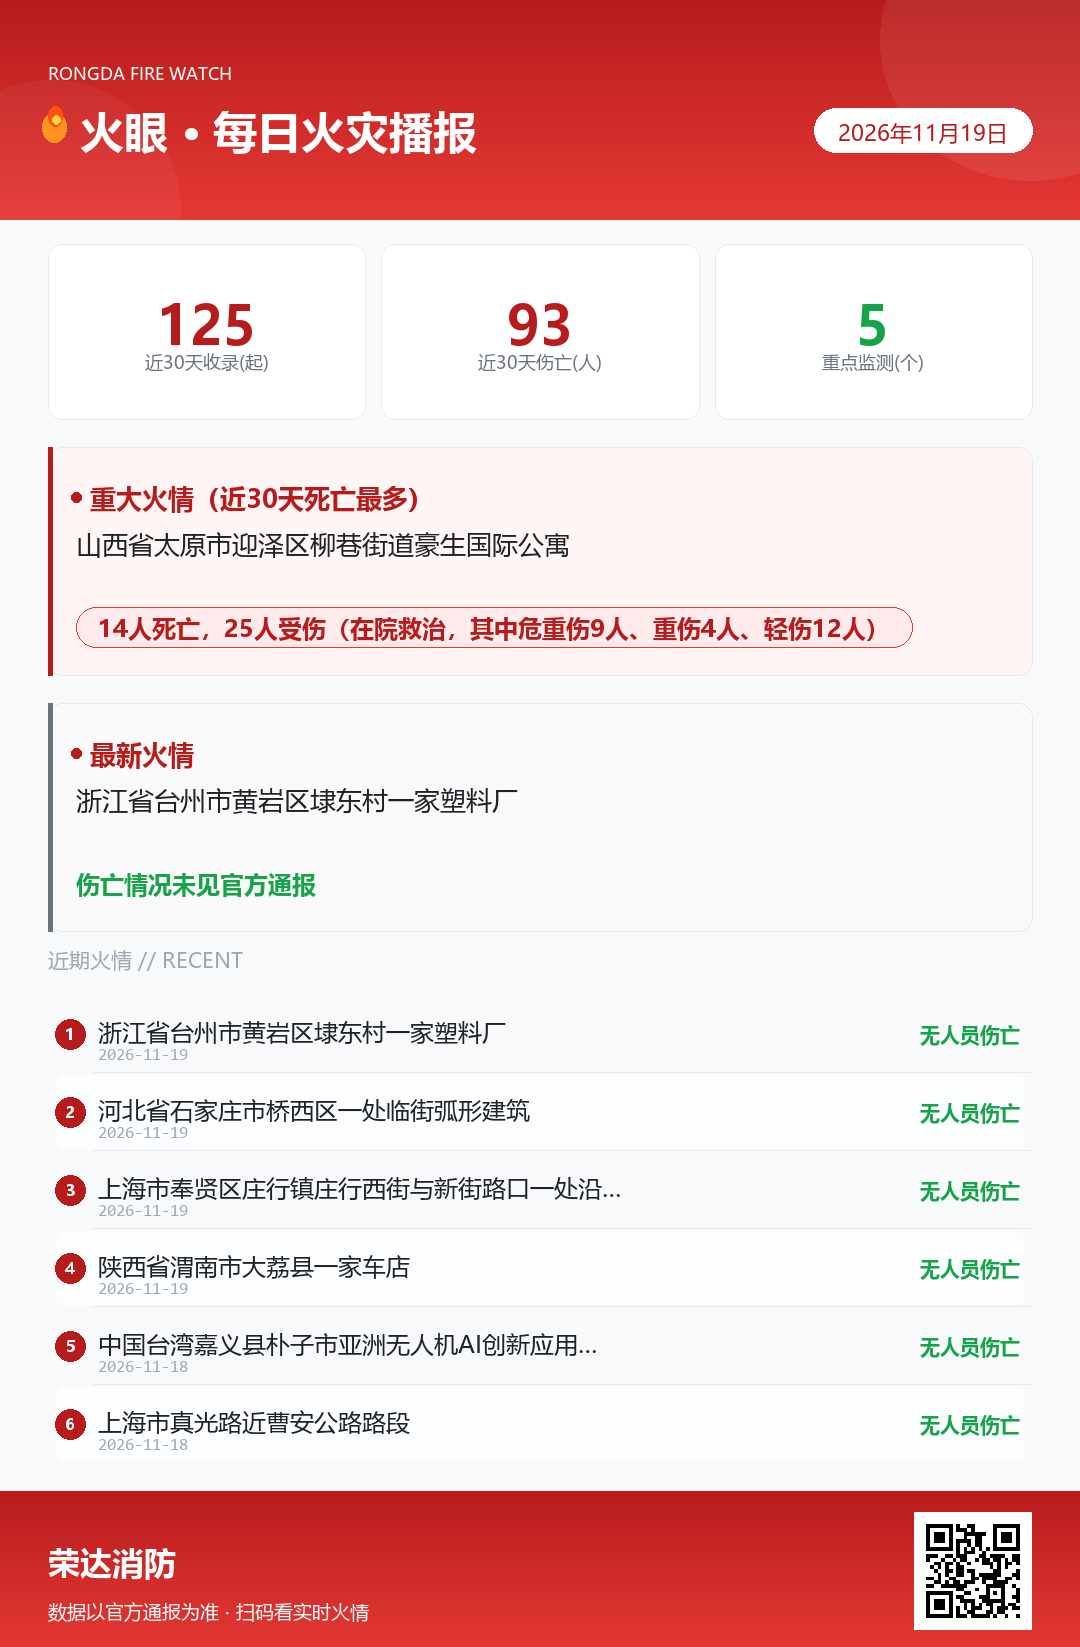 RONGDA FIRE WATCH
火眼·每日火灾播报
2026年11月19日
125
近30天收录(起)
93
近30天伤亡(人)
5
重点监测(个)
重大火情（近30天死亡最多）
山西省太原市迎泽区柳巷街道豪生国际公寓
14人死亡，25人受伤（在院救治，其中危重伤9人、重伤4人、轻伤12人）
最新火情
浙江省台州市黄岩区埭东村一家塑料厂
伤亡情况未见官方通报
近期火情 // RECENT
1 浙江省台州市黄岩区埭东村一家塑料厂 无人员伤亡
2026-11-19
2 河北省石家庄市桥西区一处临街弧形建筑 无人员伤亡
2026-11-19
3 上海市奉贤区庄行镇庄行西街与新街路口一处沿... 无人员伤亡
2026-11-19
4 陕西省渭南市大荔县一家车店 无人员伤亡
2026-11-19
5 中国台湾嘉义县朴子市亚洲无人机AI创新应用... 无人员伤亡
2026-11-18
6 上海市真光路近曹安公路路段 无人员伤亡
2026-11-18
荣达消防
数据以官方通报为准 · 扫码看实时火情